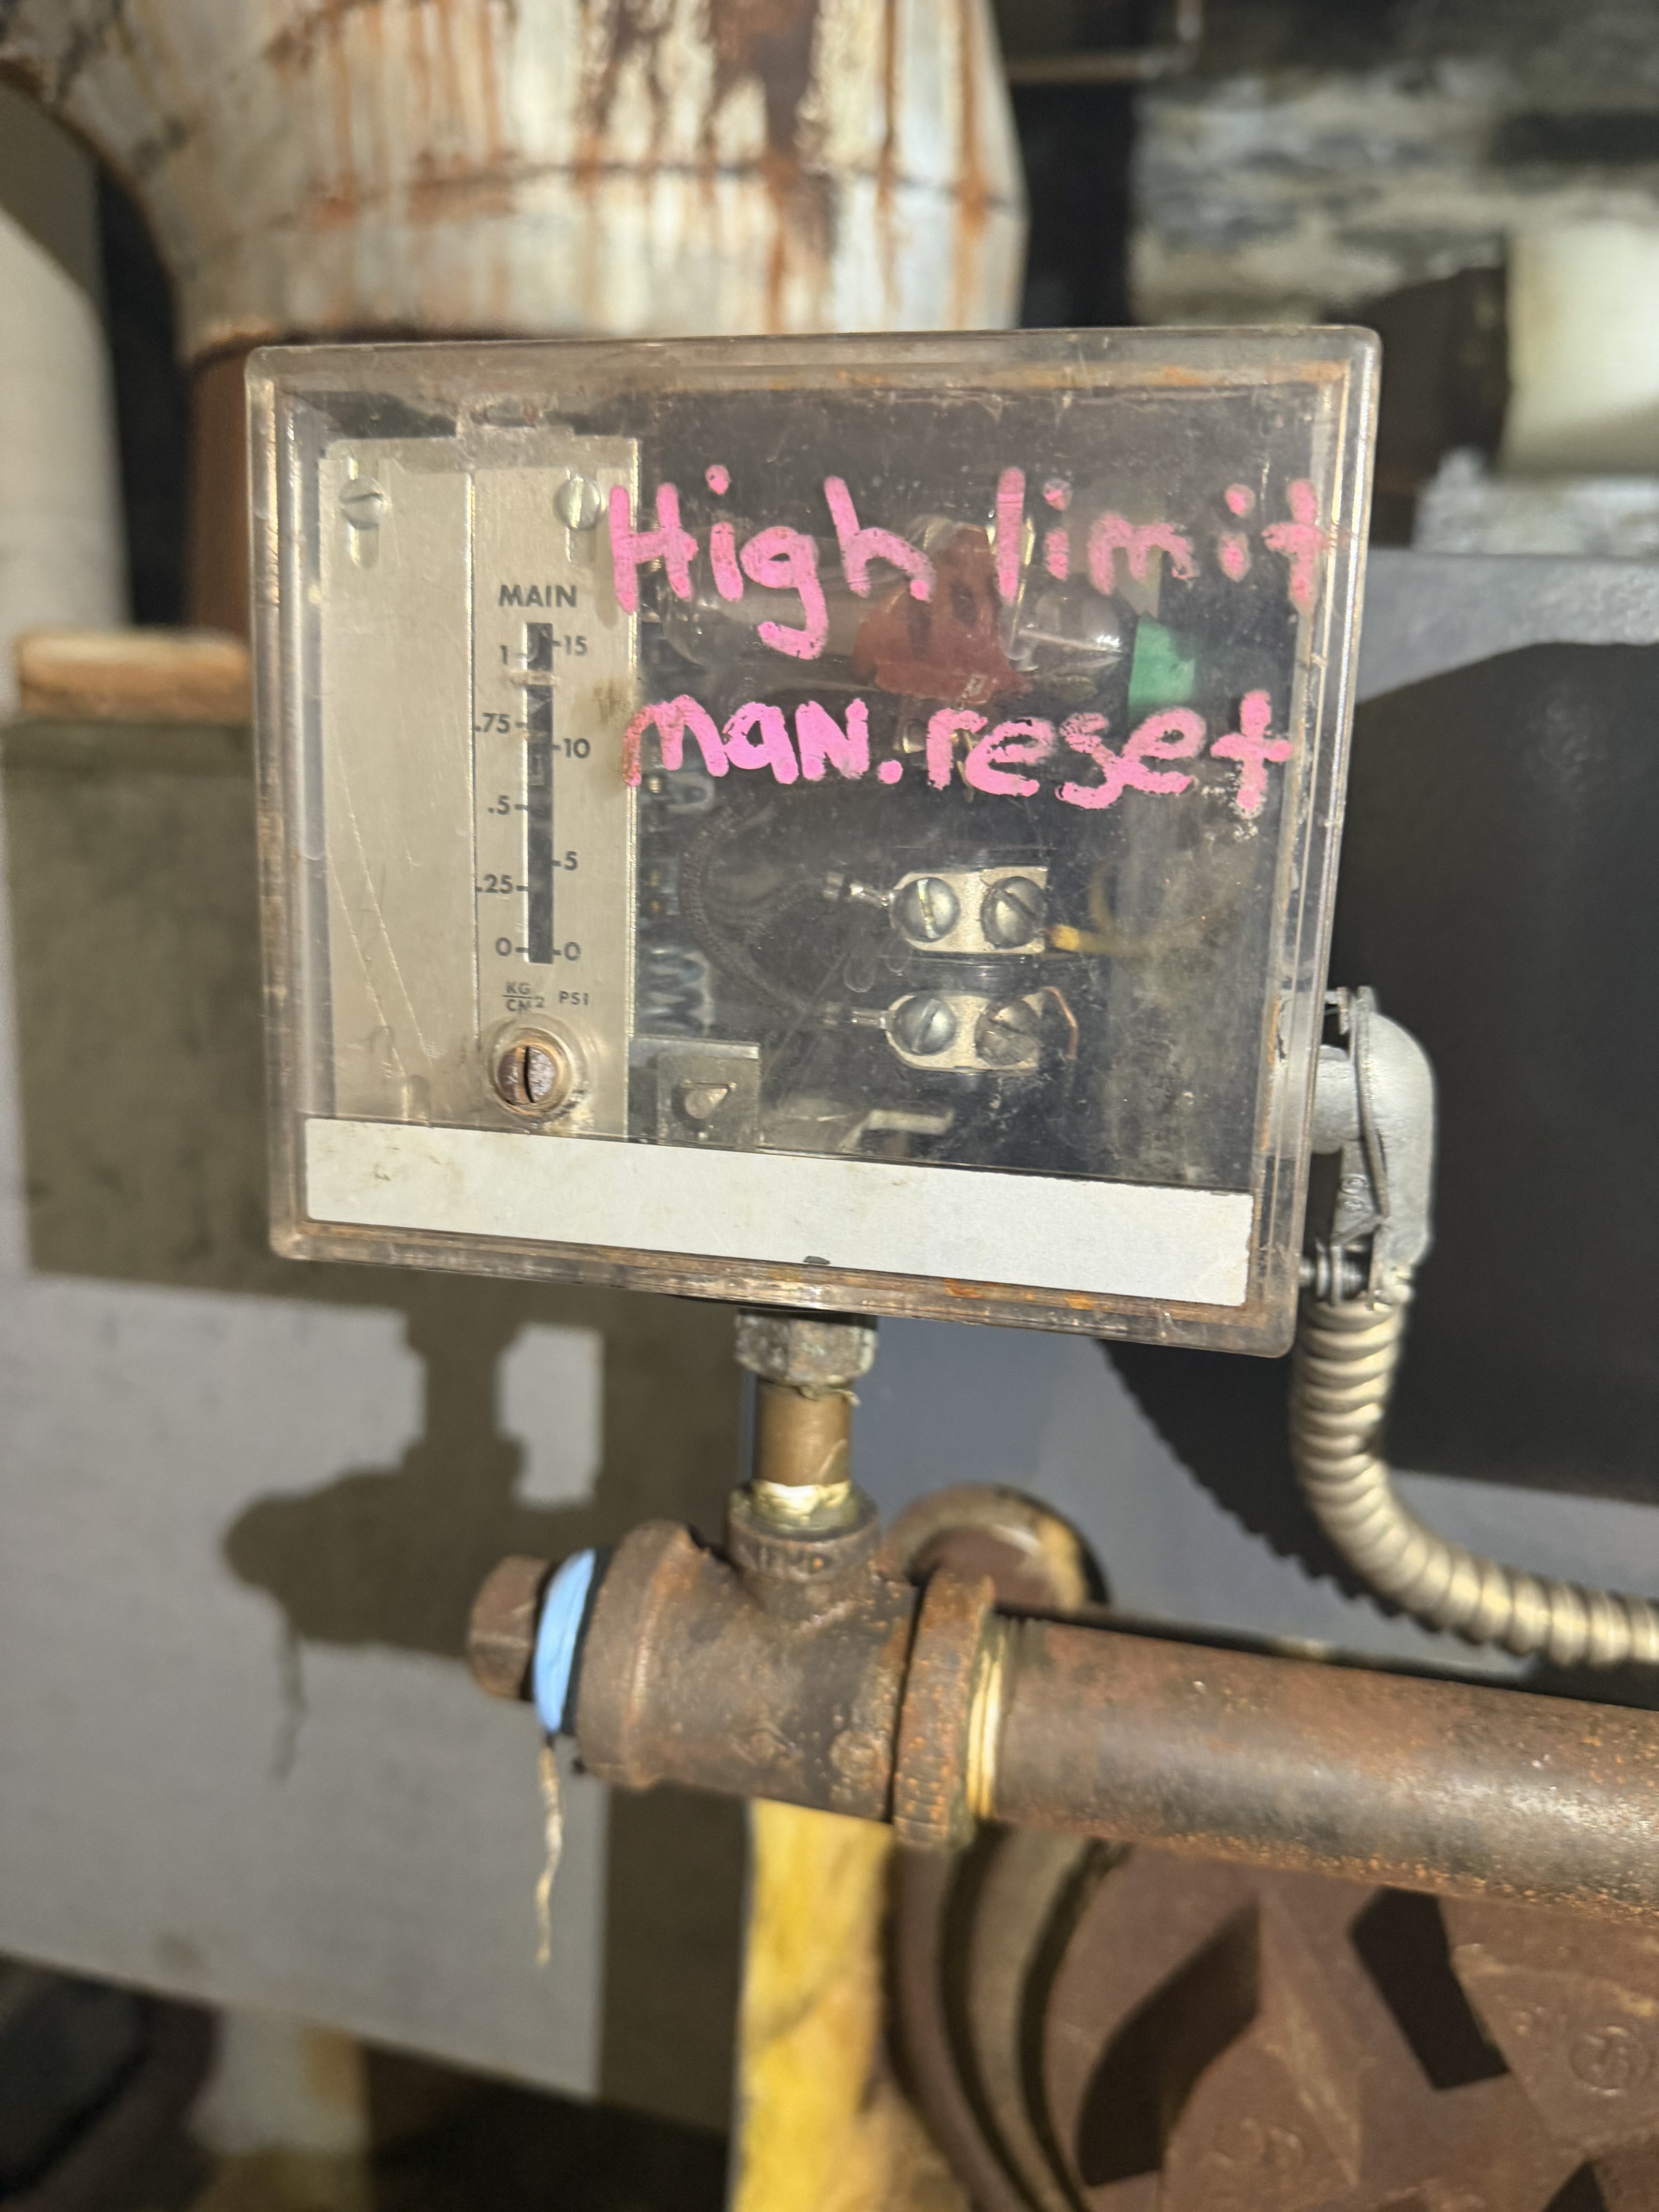 High limit
man. reset
MAIN
1 15
.75 10
.5
.25 5
0 0
KG/CM2 PSI